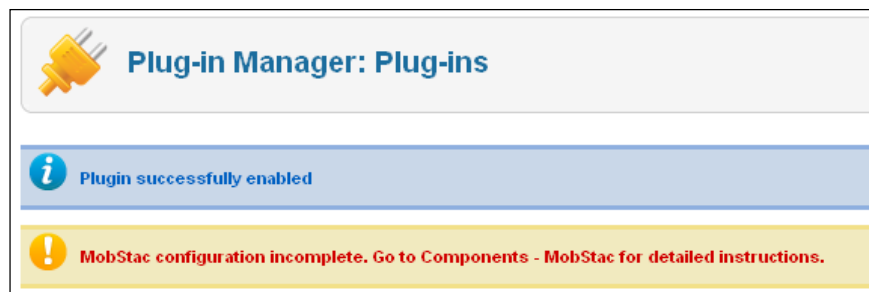 Plug-in Manager: Plug-ins
Plugin successfully enabled
MobStac configuration incomplete. Go to Components - MobStac for detailed instructions.